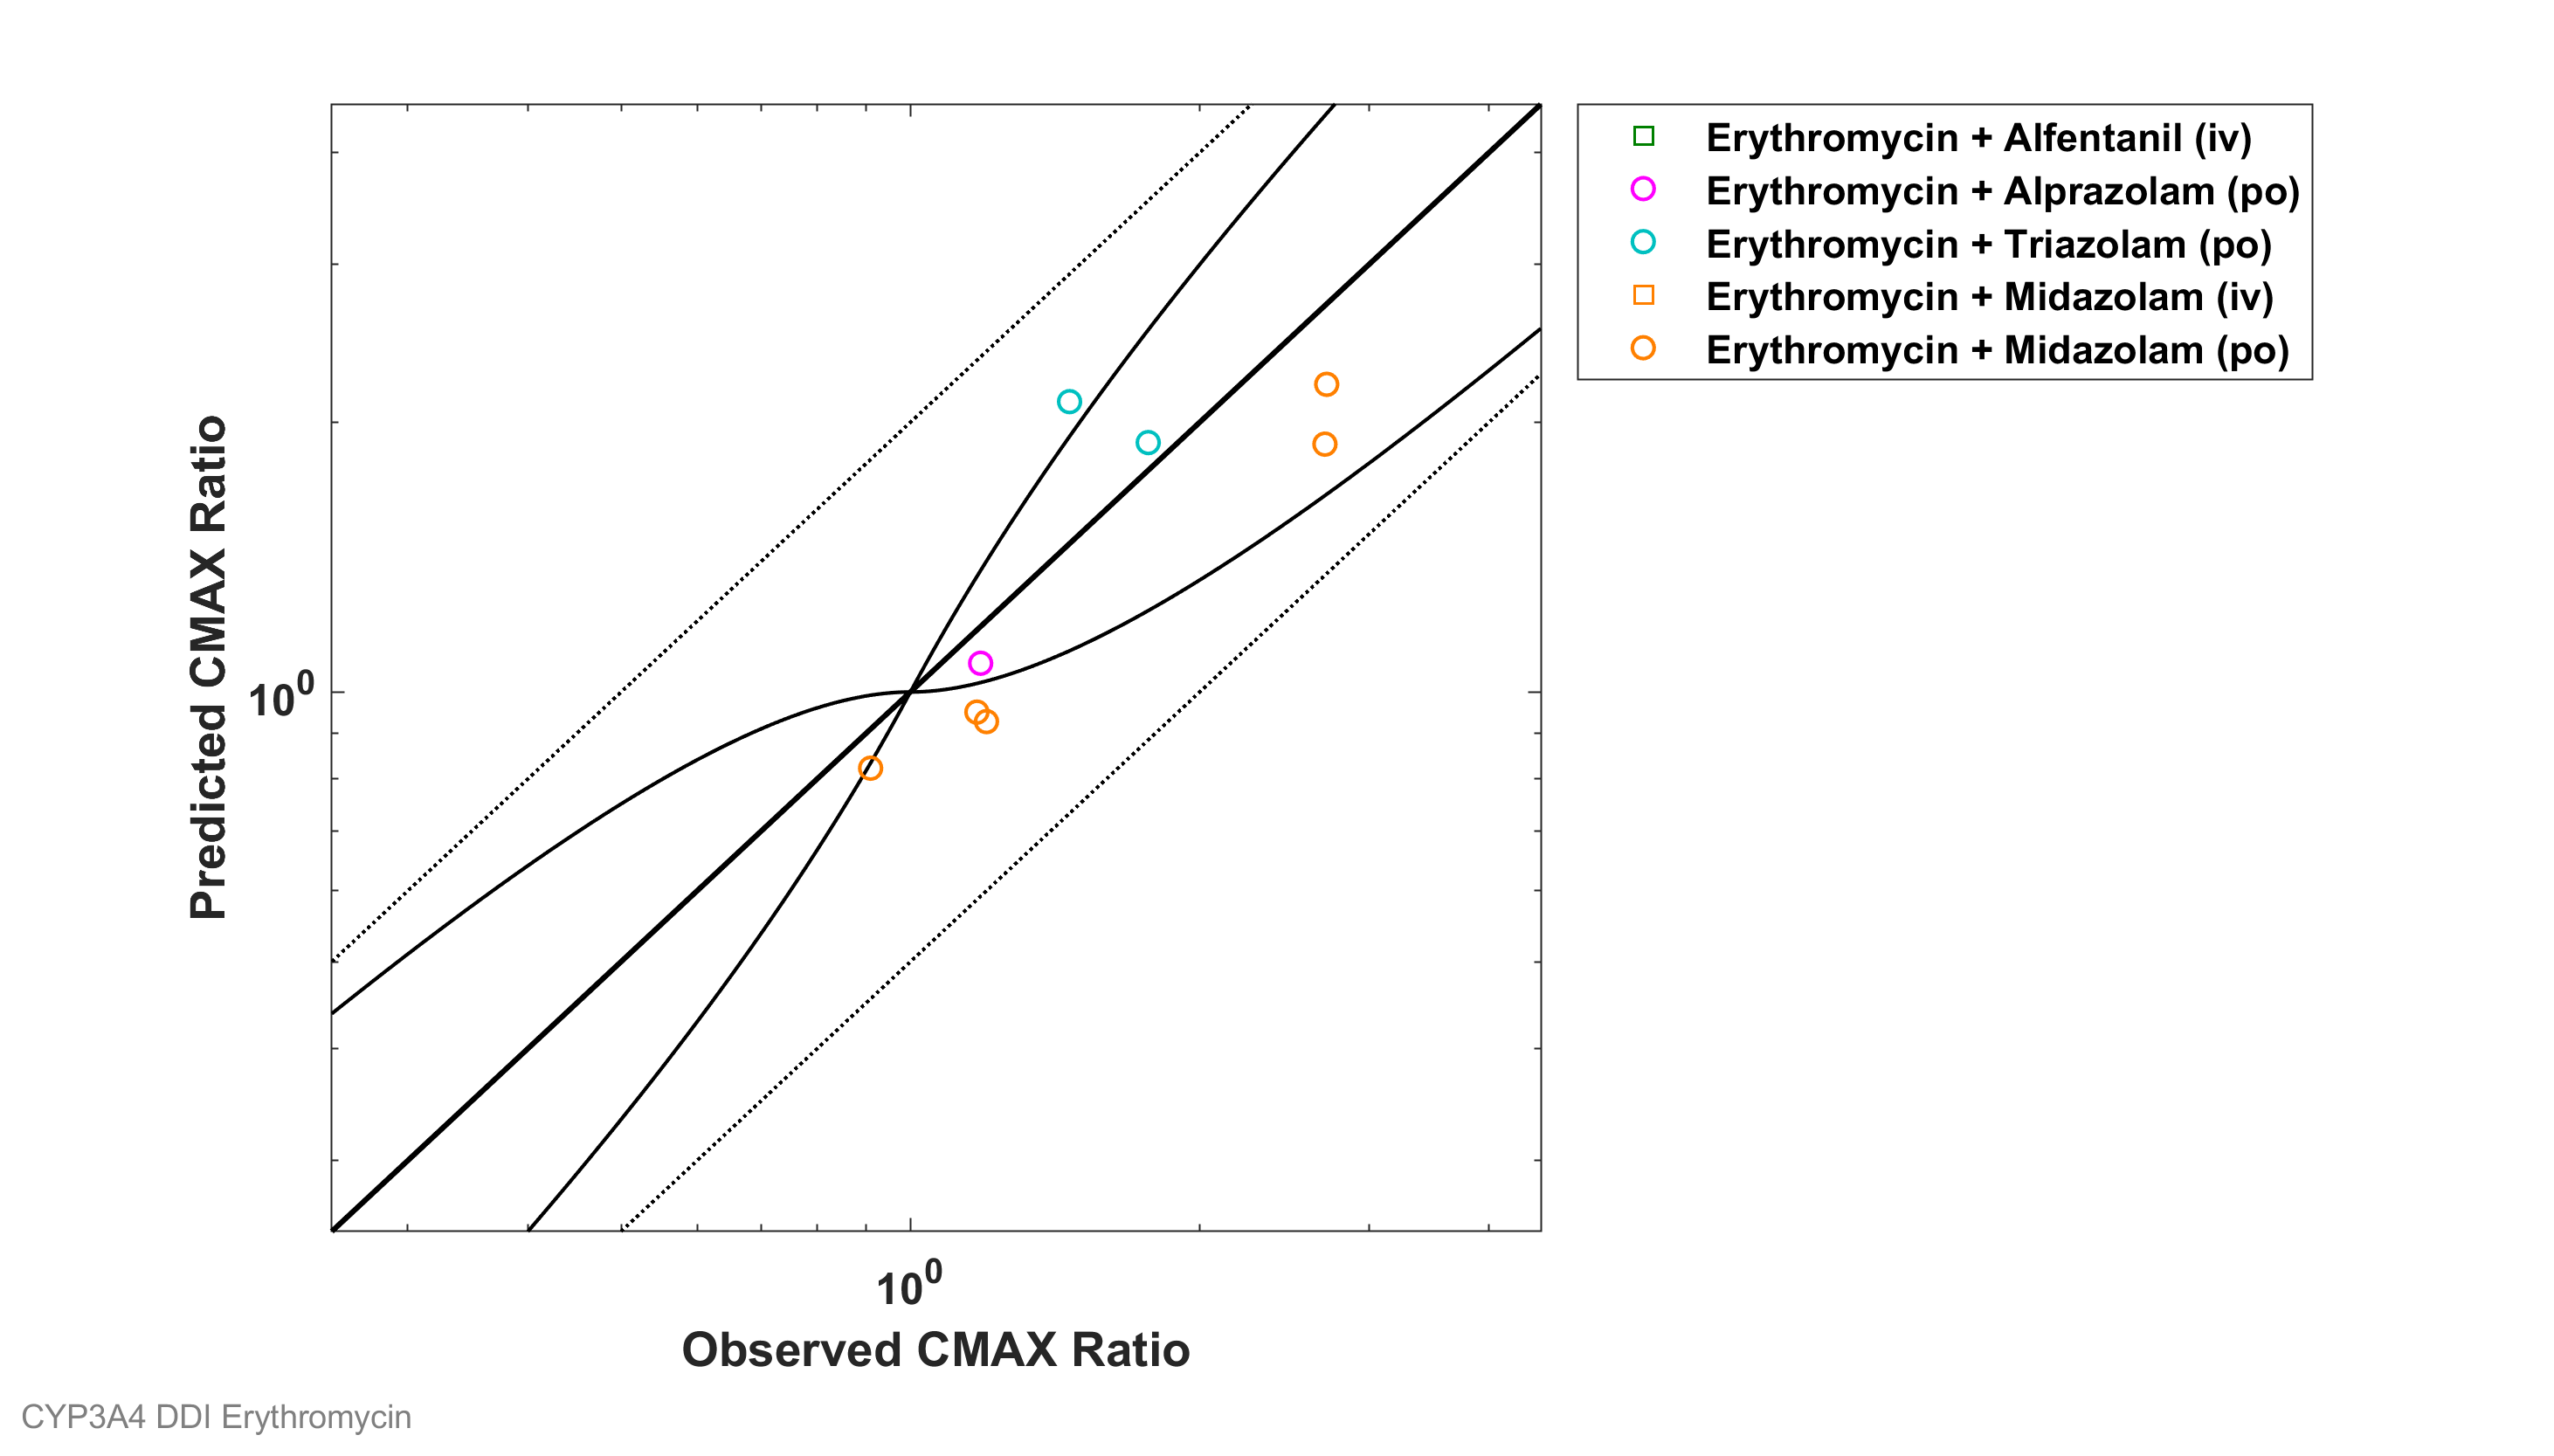 Erythromycin + Alfentanil (iv)
Erythromycin + Alprazolam (po)
Erythromycin + Triazolam (po)
Erythromycin + Midazolam (iv)
Erythromycin + Midazolam (po)
Predicted CMAX Ratio
10^0
10^0
Observed CMAX Ratio
CYP3A4 DDI Erythromycin